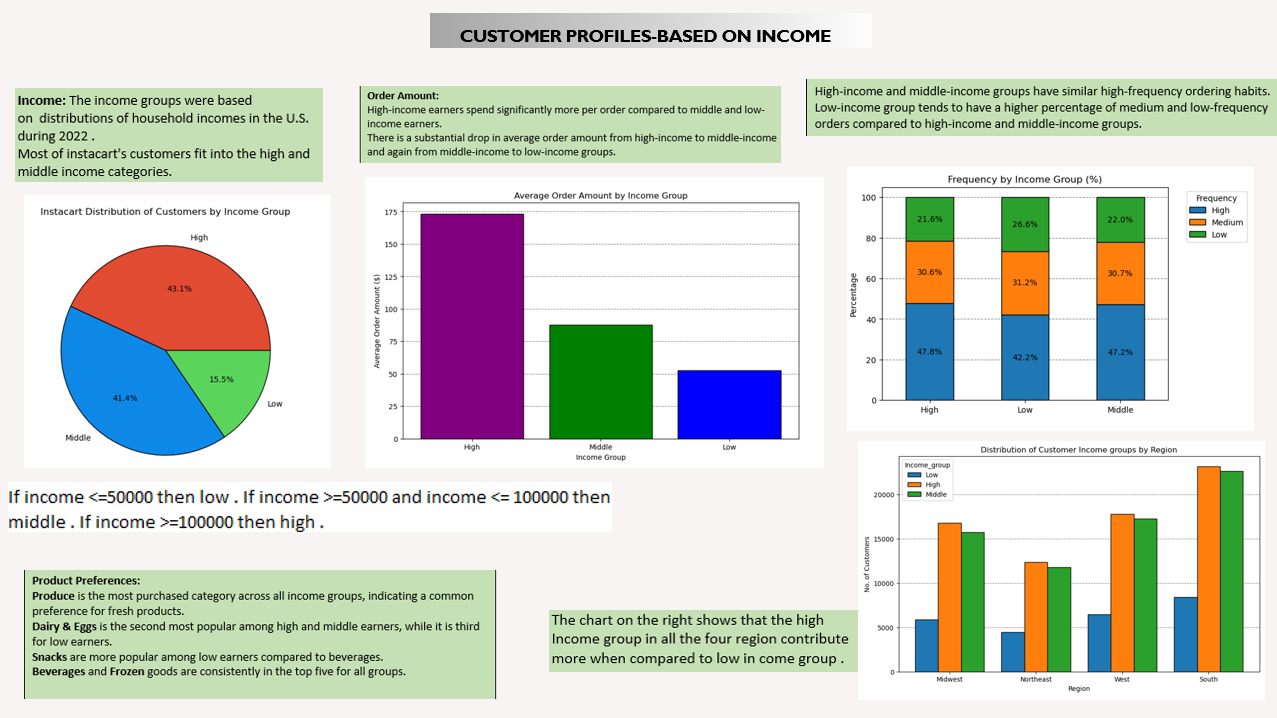 CUSTOMER PROFILES-BASED ON INCOME
Income: The income groups were based
on distributions of household incomes in the U.S.
during 2022 .
Most of instacart's customers fit into the high and
middle income categories.
Order Amount:
High-income earners spend significantly more per order compared to middle and low-
income earners.
There is a substantial drop in average order amount from high-income to middle-income
and again from middle-income to low-income groups.
High-income and middle-income groups have similar high-frequency ordering habits.
Low-income group tends to have a higher percentage of medium and low-frequency
orders compared to high-income and middle-income groups.
Instacart Distribution of Customers by Income Group
High
43.1%
15.5%
41.4%
Low
Middle
Average Order Amount by Income Group
Average Order Amount ($)
175
150
125
100
75
50
25
0
High
Middle
Low
Income Group
Frequency by Income Group (%)
Percentage
100
80
60
40
20
0
21.6%
26.6%
22.0%
30.6%
31.2%
30.7%
47.8%
42.2%
47.2%
High
Low
Middle
Frequency
High
Medium
Low
If income <=50000 then low . If income >=50000 and income <= 100000 then
middle . If income >=100000 then high .
Product Preferences:
Produce is the most purchased category across all income groups, indicating a common
preference for fresh products.
Dairy & Eggs is the second most popular among high and middle earners, while it is third
for low earners.
Snacks are more popular among low earners compared to beverages.
Beverages and Frozen goods are consistently in the top five for all groups.
The chart on the right shows that the high
Income group in all the four region contribute
more when compared to low in come group .
Distribution of Customer Income groups by Region
Income_group
Low
High
Middle
No. of Customers
20000
15000
10000
5000
0
Midwest
Northeast
West
South
Region